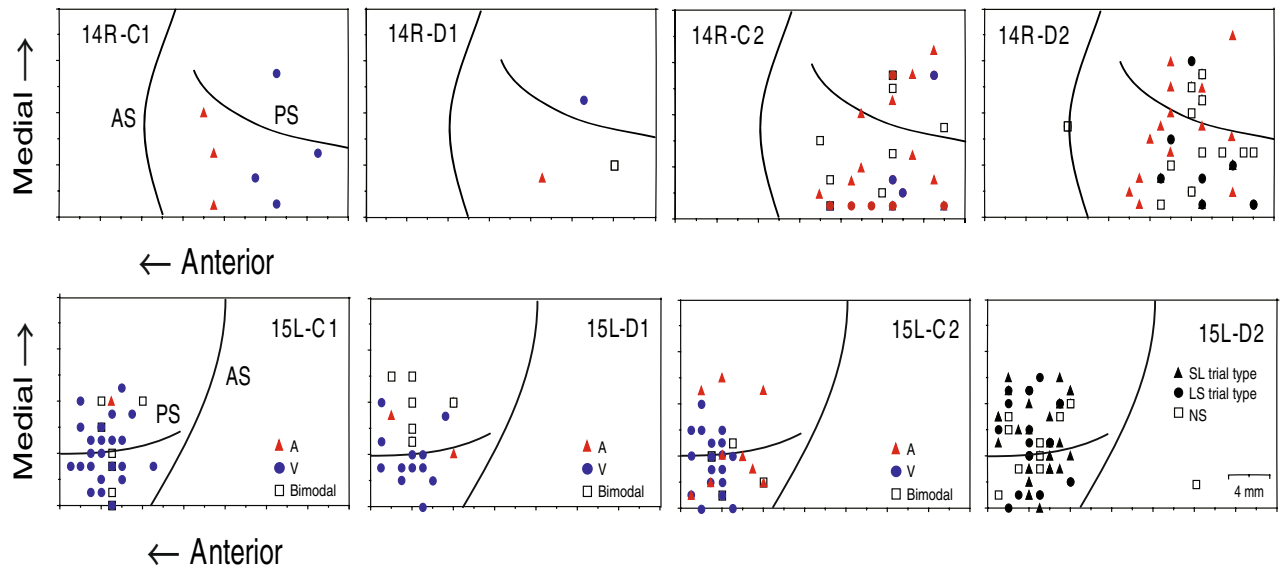 14R-C1
14R-D1
14R-C2
14R-D2
AS
PS
Medial →
← Anterior
15L-C1
15L-D1
15L-C2
15L-D2
AS
PS
Medial →
A
V
Bimodal
A
V
Bimodal
A
V
Bimodal
SL trial type
LS trial type
NS
4 mm
← Anterior